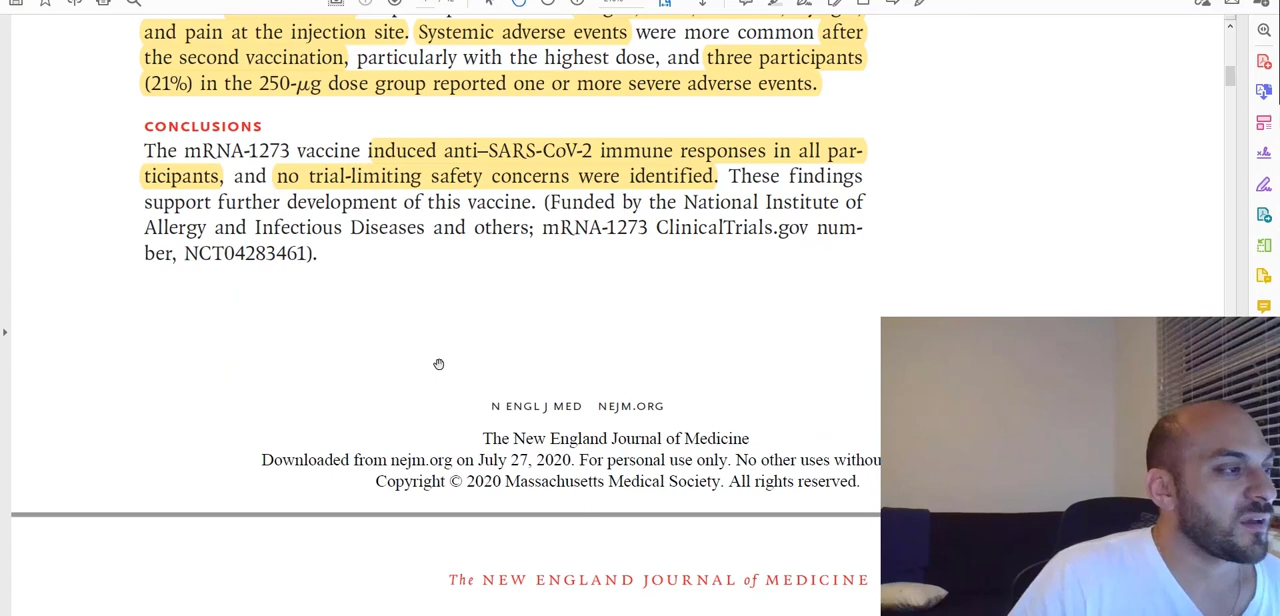 and pain at the injection site. Systemic adverse events were more common after
the second vaccination, particularly with the highest dose, and three participants
(21%) in the 250-μg dose group reported one or more severe adverse events.
CONCLUSIONS
The mRNA-1273 vaccine induced anti–SARS-CoV-2 immune responses in all par-
ticipants, and no trial-limiting safety concerns were identified. These findings
support further development of this vaccine. (Funded by the National Institute of
Allergy and Infectious Diseases and others; mRNA-1273 ClinicalTrials.gov num-
ber, NCT04283461).
N ENGL J MED NEJM.ORG
The New England Journal of Medicine
Downloaded from nejm.org on July 27, 2020. For personal use only. No other uses withou
Copyright © 2020 Massachusetts Medical Society. All rights reserved.
The NEW ENGLAND JOURNAL of MEDICINE